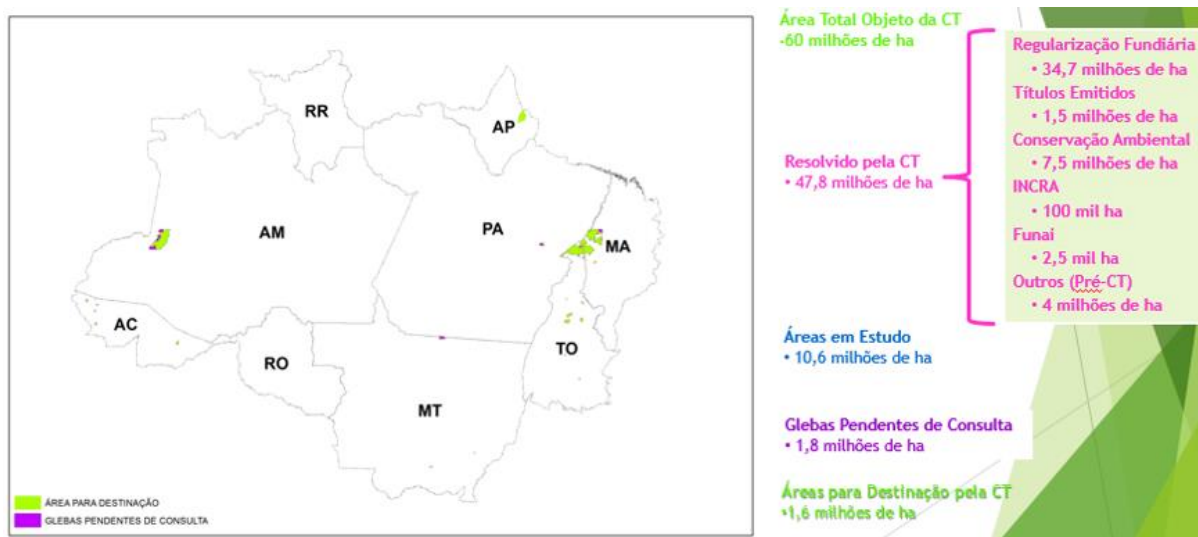 RR
AP
AM
PA
MA
AC
TO
RO
MT
ÁREA PARA DESTINAÇÃO
GLEBAS PENDENTES DE CONSULTA
Área Total Objeto da CT
-60 milhões de ha
Resolvido pela CT
• 47,8 milhões de ha
Regularização Fundiária
• 34,7 milhões de ha
Títulos Emitidos
• 1,5 milhões de ha
Conservação Ambiental
• 7,5 milhões de ha
INCRA
• 100 mil ha
Funai
• 2,5 mil ha
Outros (Pré-CT)
• 4 milhões de ha
Áreas em Estudo
• 10,6 milhões de ha
Glebas Pendentes de Consulta
• 1,8 milhões de ha
Áreas para Destinação pela CT
•1,6 milhões de ha